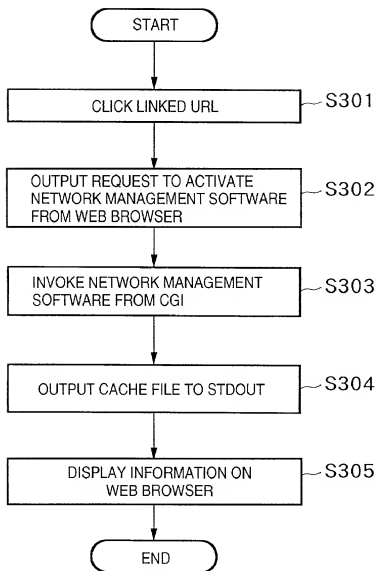 START
CLICK LINKED URL
S301
OUTPUT REQUEST TO ACTIVATE
NETWORK MANAGEMENT SOFTWARE
FROM WEB BROWSER
S302
INVOKE NETWORK MANAGEMENT
SOFTWARE FROM CGI
S303
OUTPUT CACHE FILE TO STDOUT
S304
DISPLAY INFORMATION ON
WEB BROWSER
S305
END